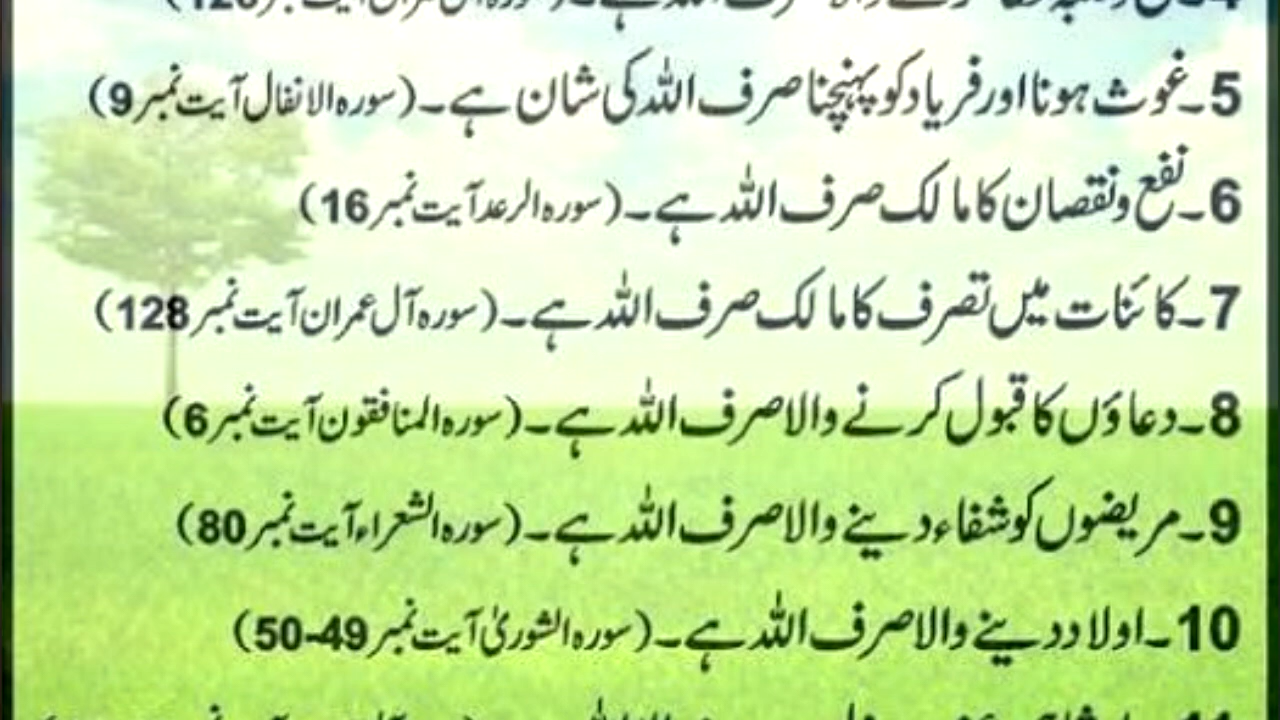 5۔غوث ہونا اور فریاد کو پہنچنا صرف اللہ کی شان ہے۔(سورہ الانفال آیت نمبر 9)
6۔نفع و نقصان کا مالک صرف اللہ ہے۔(سورہ الرعد آیت نمبر 16)
7۔کائنات میں تصرف کا مالک صرف اللہ ہے۔(سورہ آل عمران آیت نمبر 128)
8۔دعاؤں کا قبول کرنے والا صرف اللہ ہے۔(سورہ المنافقون آیت نمبر 6)
9۔مریضوں کو شفاء دینے والا صرف اللہ ہے۔(سورہ الشعراء آیت نمبر 80)
10۔اولاد دینے والا صرف اللہ ہے۔(سورہ الشوریٰ آیت نمبر 49-50)